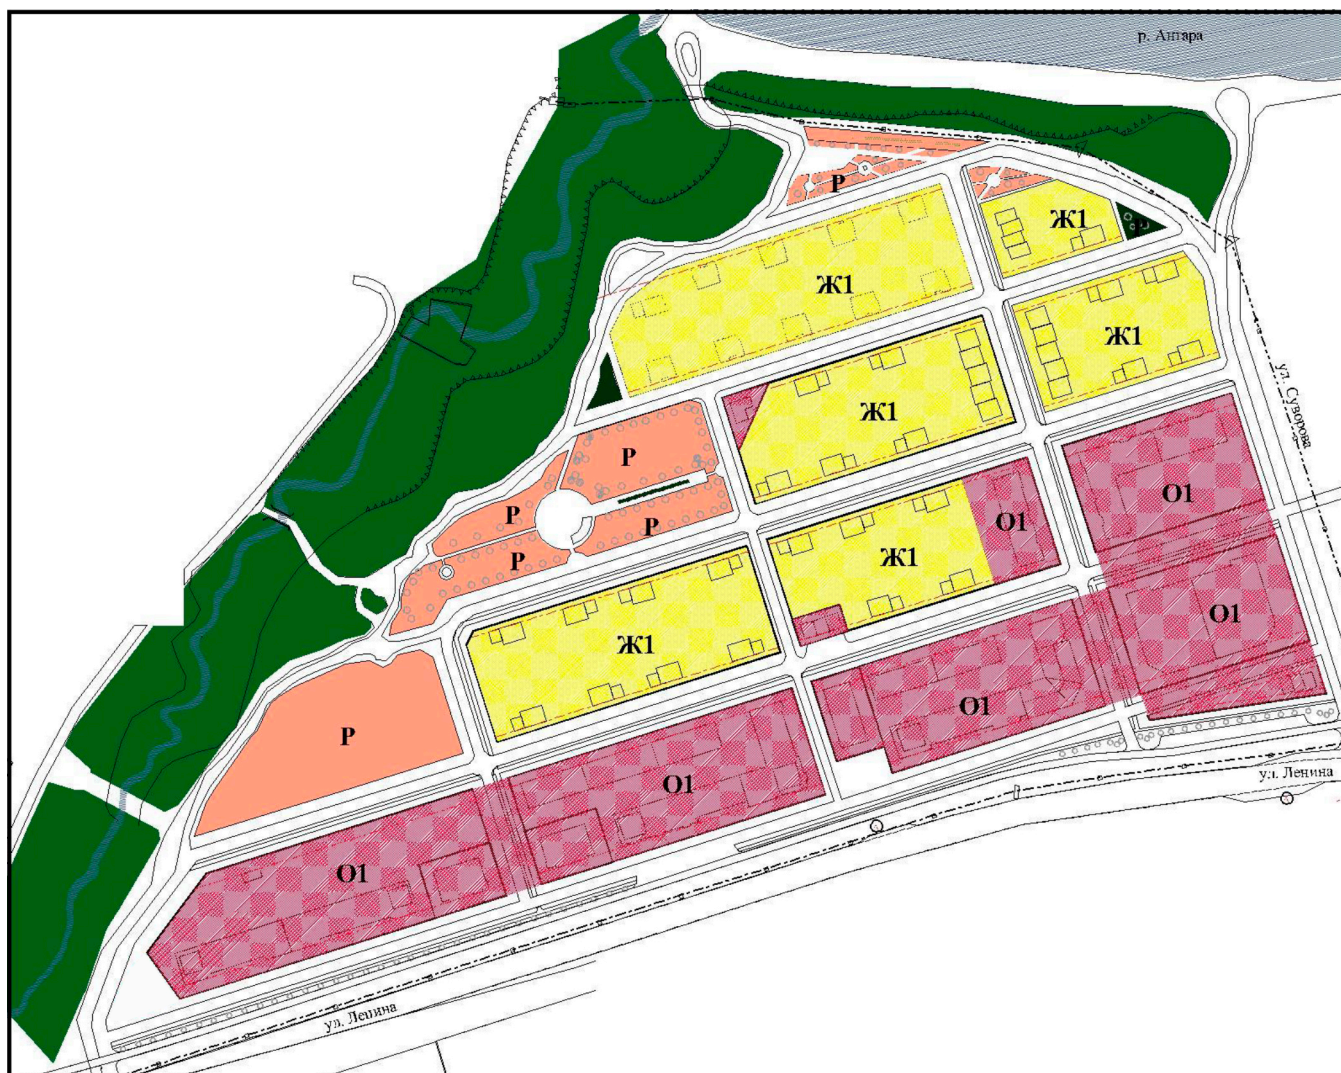 р. Ангара
Р
Ж1
Ж1
Ж1
ул. Суворова
Ж1
Р
О1
Р
Р
О1
Ж1
Р
О1
Ж1
О1
Р
О1
ул. Ленина
О1
ул. Ленина